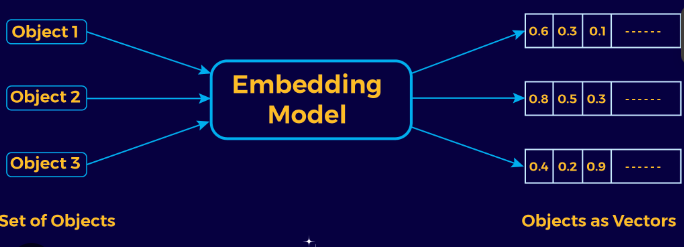 Object 1
Object 2
Object 3
Embedding
Model
0.6 0.3 0.1 ------
0.8 0.5 0.3 ------
0.4 0.2 0.9 ------
Set of Objects
Objects as Vectors